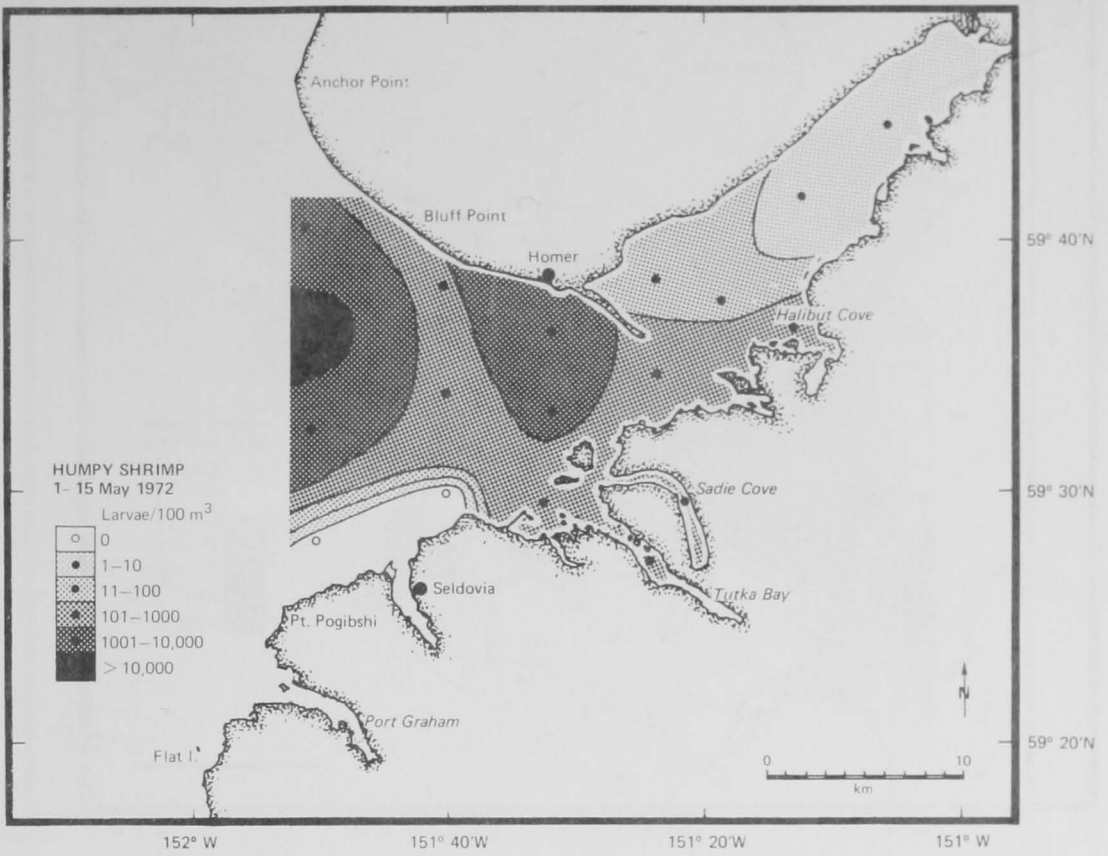 Anchor Point
Bluff Point
Homer
59° 40'N
Halibut Cove
HUMPY SHRIMP
1- 15 May 1972
Larvae/100 m³
0
1–10
11–100
101–1000
1001–10,000
> 10,000
59° 30'N
Sadie Cove
Seldovia
Tutka Bay
Pt. Pogibshi
N
Port Graham
Flat I.
59° 20'N
0 10
km
152° W
151° 40'W
151° 20'W
151° W